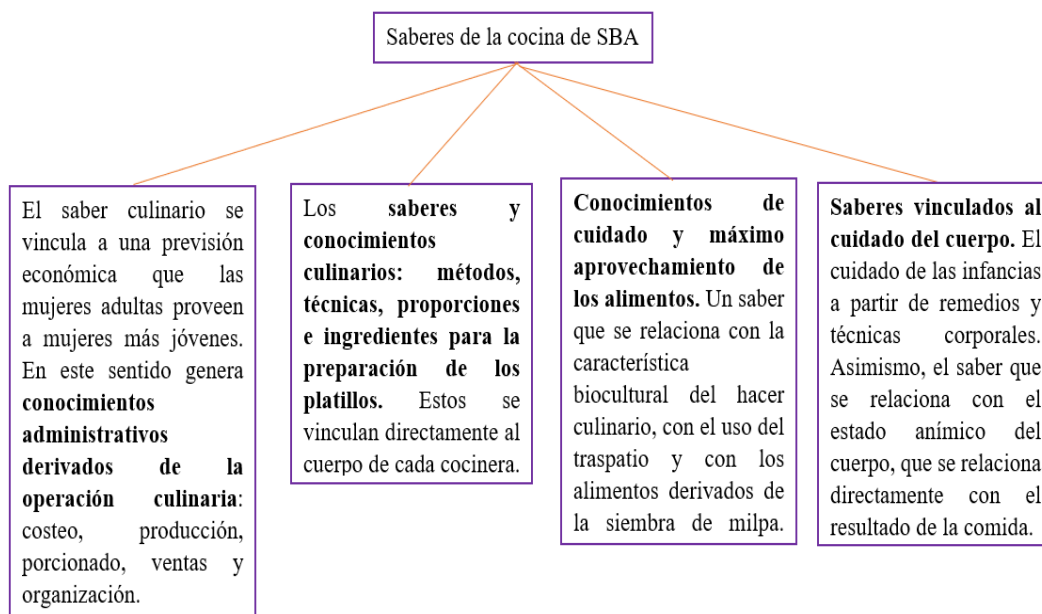 Saberes de la cocina de SBA
El saber culinario se
vincula a una previsión
económica que las
mujeres adultas proveen
a mujeres más jóvenes.
En este sentido genera
conocimientos
administrativos
derivados de la
operación culinaria:
costeo, producción,
porcionado, ventas y
organización.
Los saberes y
conocimientos
culinarios: métodos,
técnicas, proporciones
e ingredientes para la
preparación de los
platillos. Estos se
vinculan directamente al
cuerpo de cada cocinera.
Conocimientos de
cuidado y máximo
aprovechamiento de
los alimentos. Un saber
que se relaciona con la
característica
biocultural del hacer
culinario, con el uso del
traspatio y con los
alimentos derivados de
la siembra de milpa.
Saberes vinculados al
cuidado del cuerpo. El
cuidado de las infancias
a partir de remedios y
técnicas corporales.
Asimismo, el saber que
se relaciona con el
estado anímico del
cuerpo, que se relaciona
directamente con el
resultado de la comida.